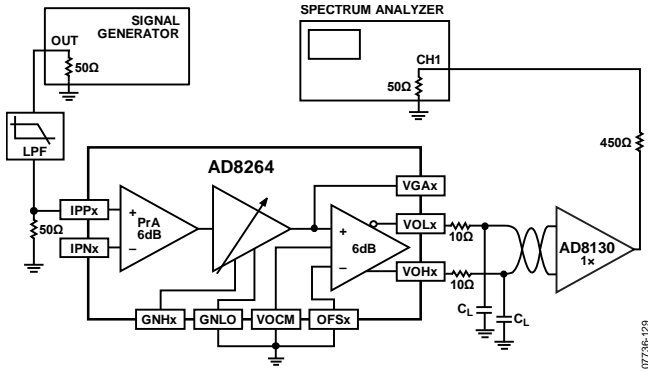 SIGNAL
GENERATOR
OUT
50Ω
SPECTRUM ANALYZER
CH1
50Ω
LPF
450Ω
AD8264
IPPx
50Ω
IPNx
+
PrA
6dB
–
VGAx
+
6dB
–
VOLx
10Ω
VOHx
10Ω
AD8130
1×
CL
CL
GNHx
GNLO
VOCM
OFSx
07736-129